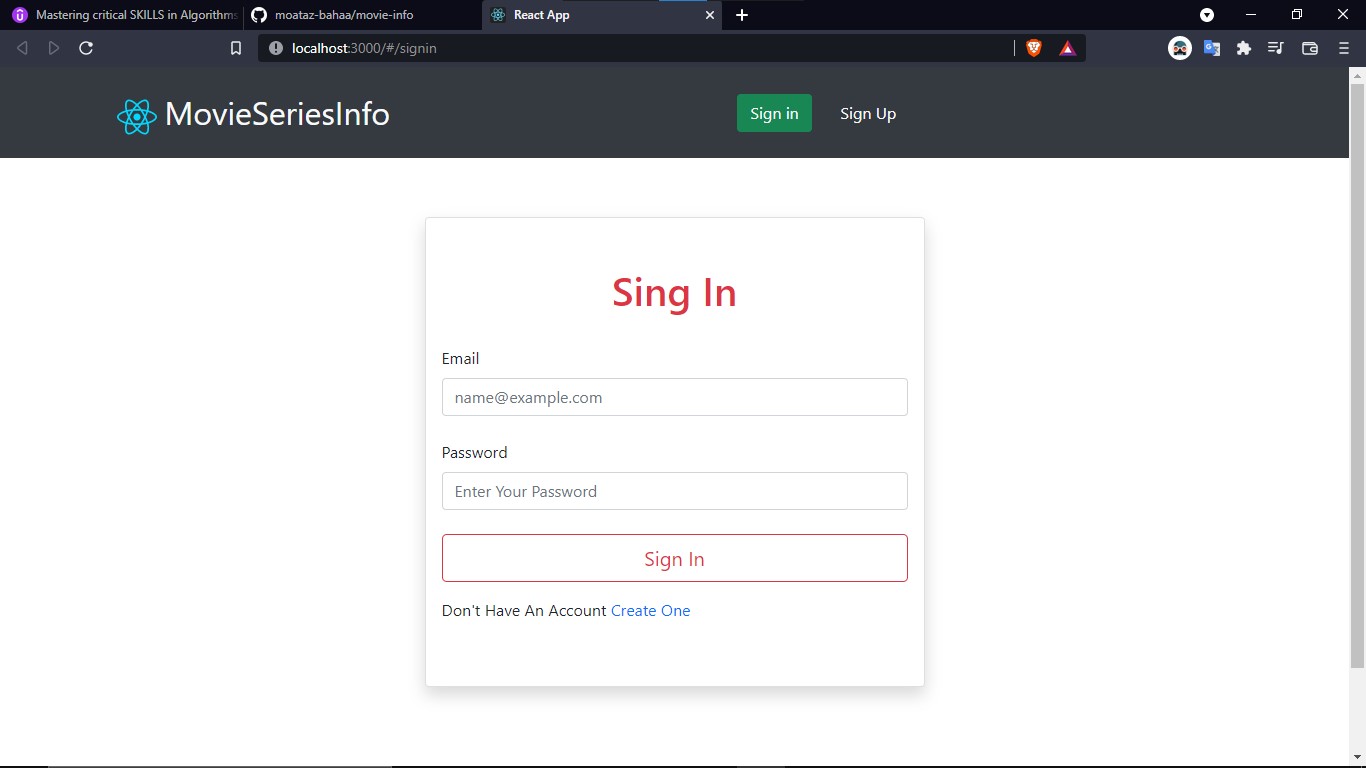 Mastering critical SKILLS in Algorithms
moataz-bahaa/movie-info
React App
localhost:3000/#/signin
MovieSeriesInfo
Sign in
Sign Up
Sing In
Email
name@example.com
Password
Enter Your Password
Sign In
Don't Have An Account Create One